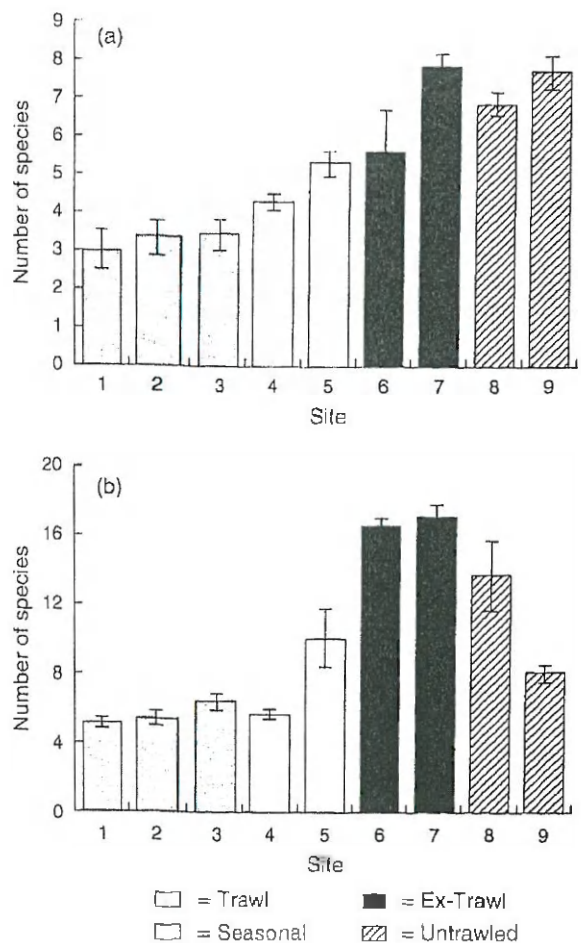 (a)
Number of species
9
8
7
6
5
4
3
2
1
0
1 2 3 4 5 6 7 8 9
Site
(b)
Number of species
20
16
12
8
4
0
1 2 3 4 5 6 7 8 9
Site
= Trawl = Ex-Trawl
= Seasonal = Untrawled